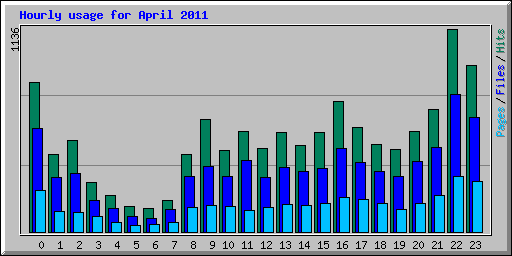 Hourly usage for April 2011
1136
Pages / Files / Hits
0 1 2 3 4 5 6 7 8 9 10 11 12 13 14 15 16 17 18 19 20 21 22 23